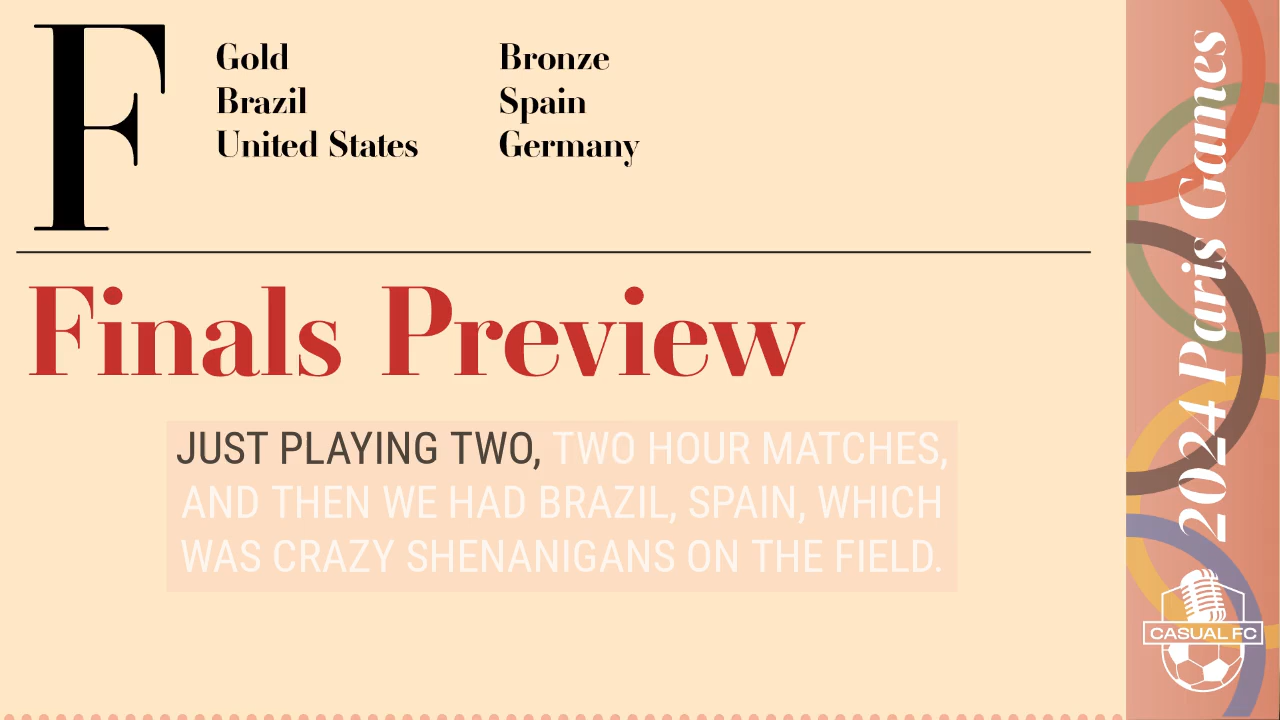 F
Gold
Brazil
United States
Bronze
Spain
Germany
Finals Preview
JUST PLAYING TWO, TWO HOUR MATCHES,
AND THEN WE HAD BRAZIL, SPAIN, WHICH
WAS CRAZY SHENANIGANS ON THE FIELD.
2024 Paris Games
CASUAL FC